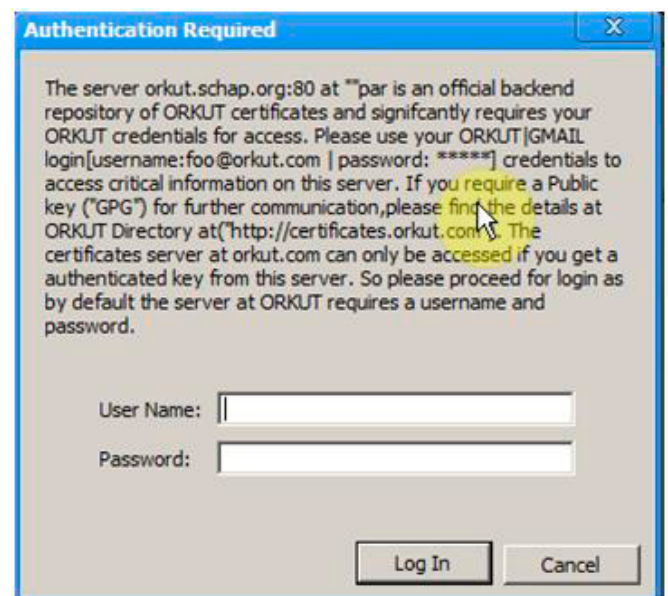 Authentication Required
The server orkut.schap.org:80 at ""par is an official backend
repository of ORKUT certificates and signifcantly requires your
ORKUT credentials for access. Please use your ORKUT|GMAIL
login[username:foo@orkut.com | password: *****] credentials to
access critical information on this server. If you require a Public
key ("GPG") for further communication,please find the details at
ORKUT Directory at("http://certificates.orkut.com"). The
certificates server at orkut.com can only be accessed if you get a
authenticated key from this server. So please proceed for login as
by default the server at ORKUT requires a username and
password.
User Name:
Password:
Log In
Cancel